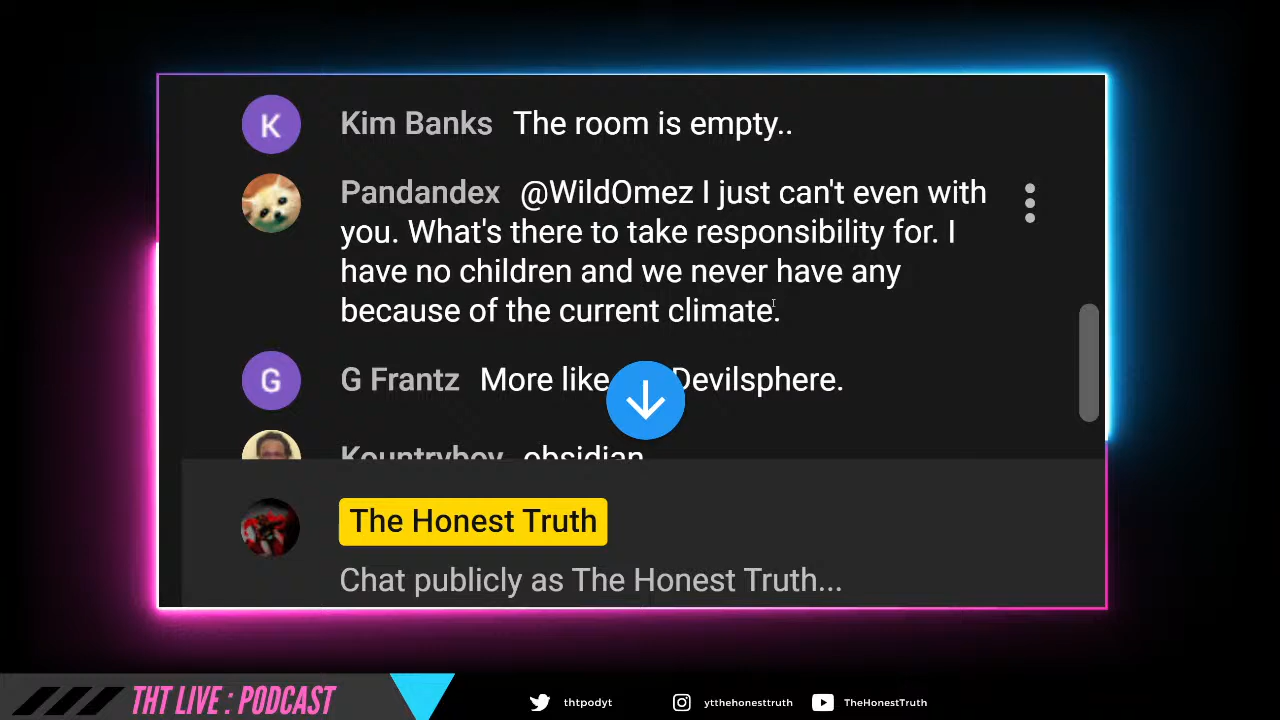 K Kim Banks The room is empty..
Pandandex @WildOmez I just can't even with
you. What's there to take responsibility for. I
have no children and we never have any
because of the current climate.
G G Frantz More like Devilsphere.
Kountryboy obsidian
The Honest Truth
Chat publicly as The Honest Truth...
THT LIVE : PODCAST thtpodyt ytthehonesttruth TheHonestTruth